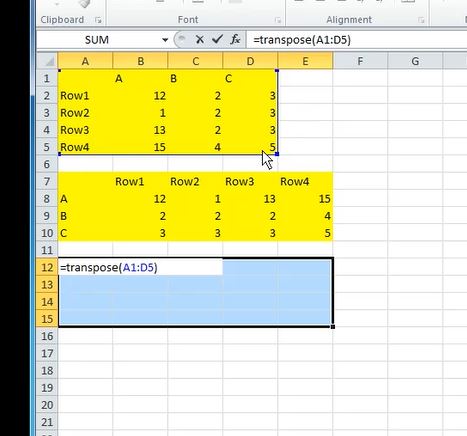 Clipboard Font Alignment
SUM fx =transpose(A1:D5)
A B C D E F G
1 A B C
2 Row1 12 2 3
3 Row2 1 2 3
4 Row3 13 2 3
5 Row4 15 4 5
6
7 Row1 Row2 Row3 Row4
8 A 12 1 13 15
9 B 2 2 2 4
10 C 3 3 3 5
11
12 =transpose(A1:D5)
13
14
15
16
17
18
19
20
21